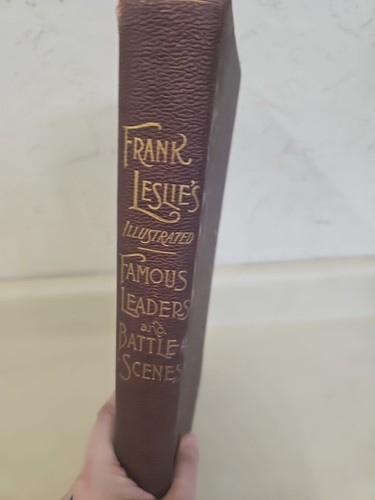 FRANK
LESLIE'S
ILLUSTRATED
FAMOUS
LEADERS
and
BATTLE
SCENES